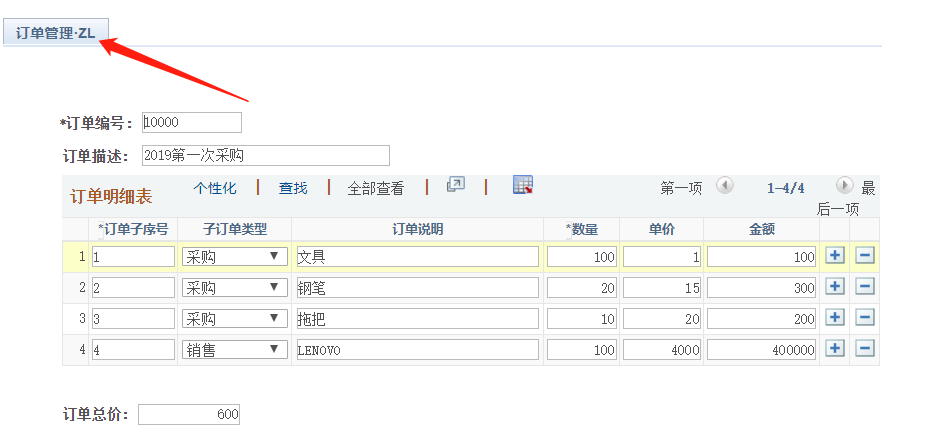 订单管理·ZL
*订单编号: 10000
订单描述: 2019第一次采购
订单明细表 个性化 | 查找 | 全部查看 | | 第一项 1-4/4 最后一项
*订单子序号 子订单类型 订单说明 *数量 单价 金额
1 1 采购 文具 100 1 100
2 2 采购 钢笔 20 15 300
3 3 采购 拖把 10 20 200
4 4 销售 LENOVO 100 4000 400000
订单总价: 600